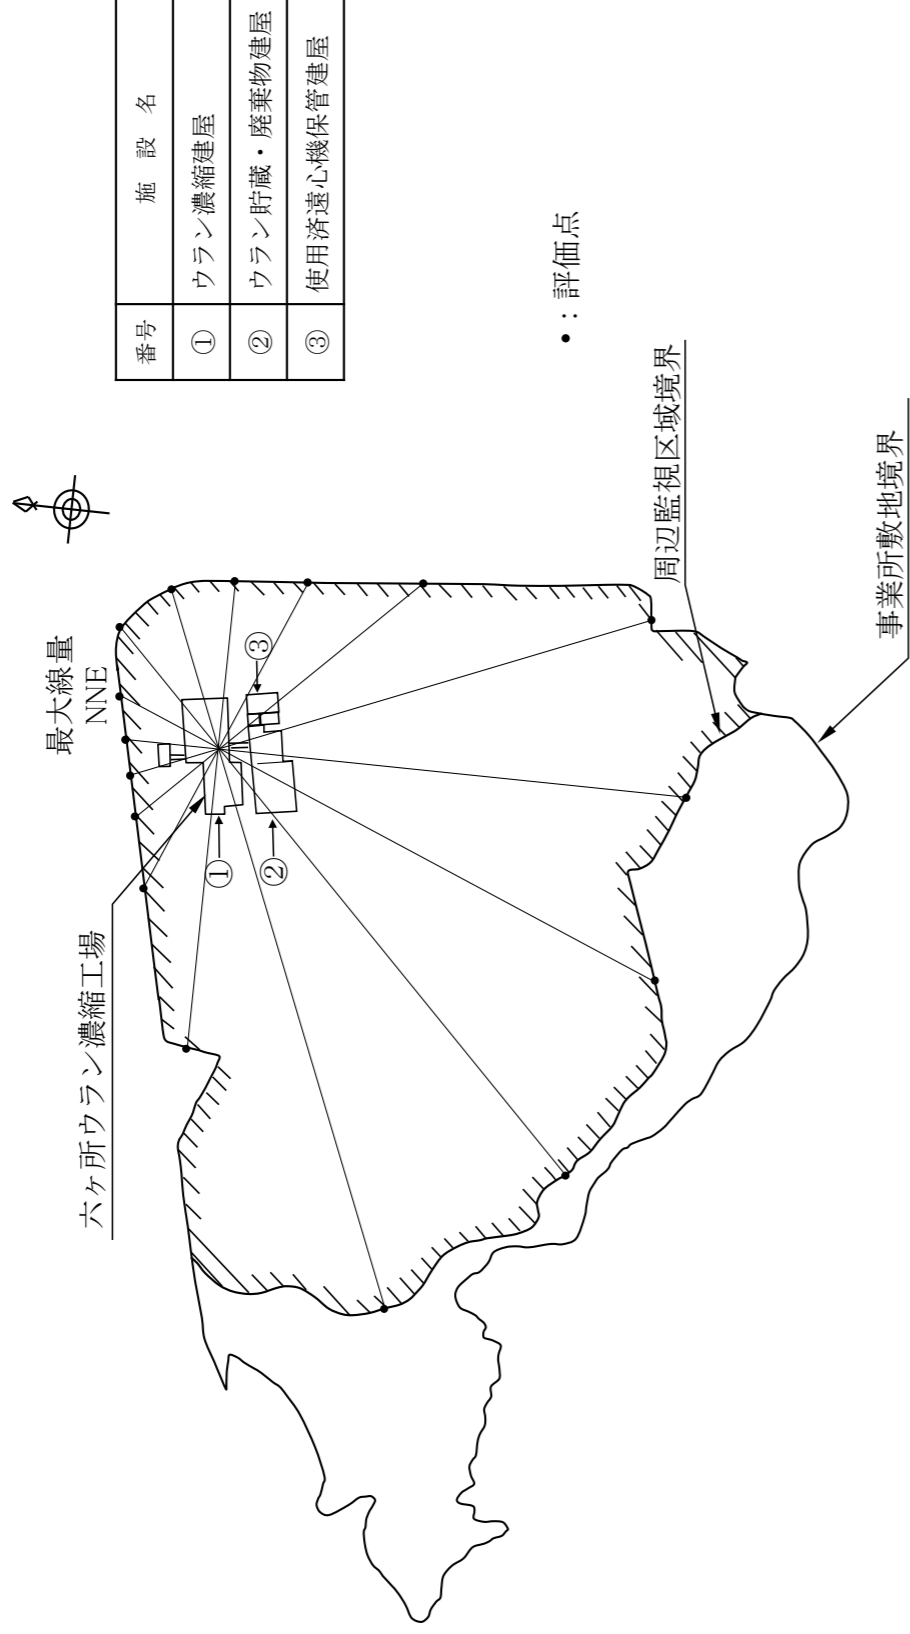 番号 施設名
① ウラン濃縮建屋
② ウラン貯蔵・廃棄物建屋
③ 使用済遠心機保管建屋
最大線量
NNE
③
①
②
六ヶ所ウラン濃縮工場
•：評価点
周辺監視区域境界
事業所敷地境界